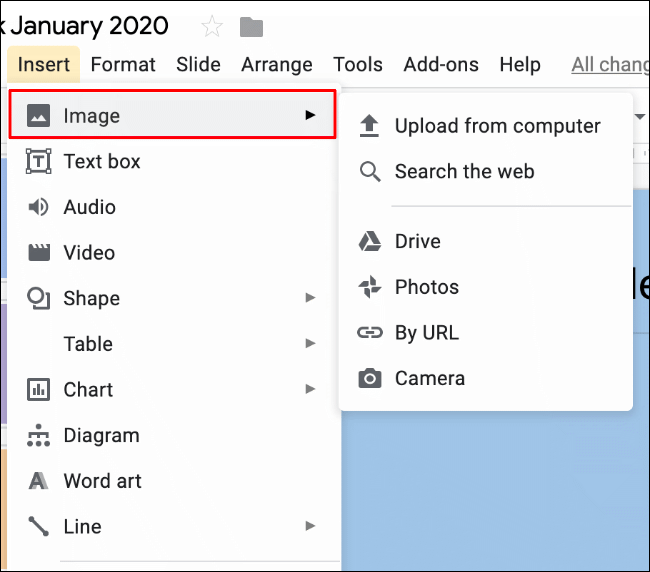 k January 2020
Insert Format Slide Arrange Tools Add-ons Help All chang
Image
Text box
Audio
Video
Shape
Table
Chart
Diagram
Word art
Line
Upload from computer
Search the web
Drive
Photos
By URL
Camera